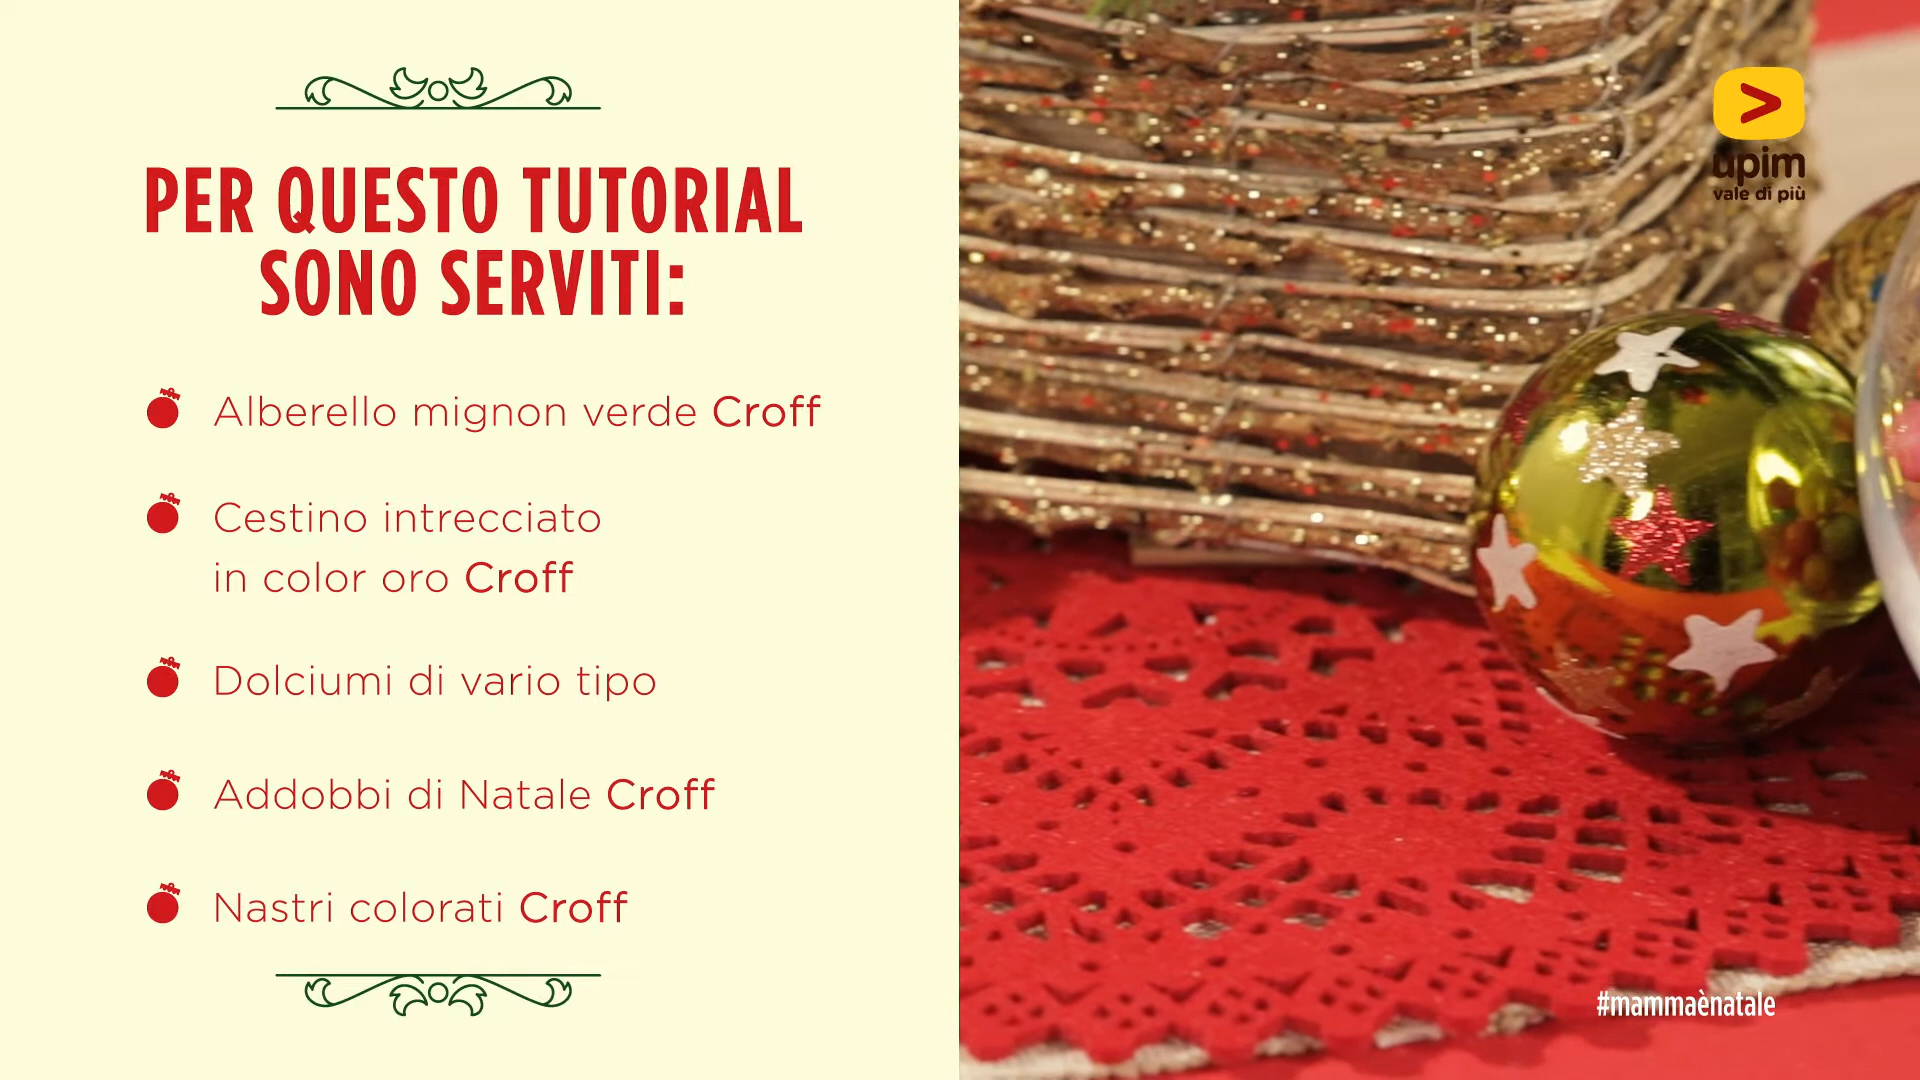 PER QUESTO TUTORIAL
SONO SERVITI:
Alberello mignon verde Croff
Cestino intrecciato
in color oro Croff
Dolciumi di vario tipo
Addobbi di Natale Croff
Nastri colorati Croff
upim
vale di più
#mammaènatale